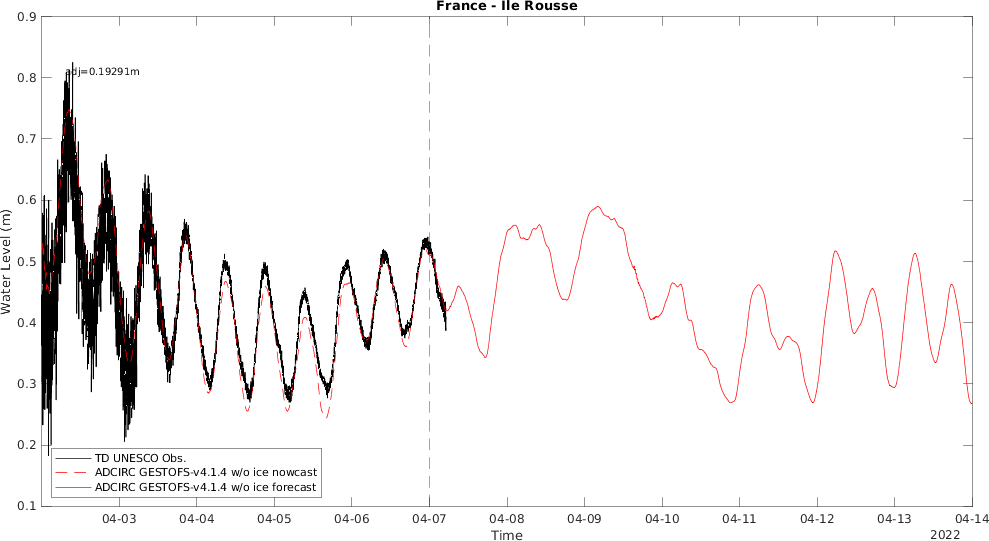 France - Ile Rousse
0.9
0.8
0.7
0.6
0.5
0.4
0.3
0.2
0.1
Water Level (m)
adj=0.19291m
TD UNESCO Obs.
ADCIRC GESTOFS-v4.1.4 w/o ice nowcast
ADCIRC GESTOFS-v4.1.4 w/o ice forecast
04-03 04-04 04-05 04-06 04-07 04-08 04-09 04-10 04-11 04-12 04-13 04-14
Time
2022